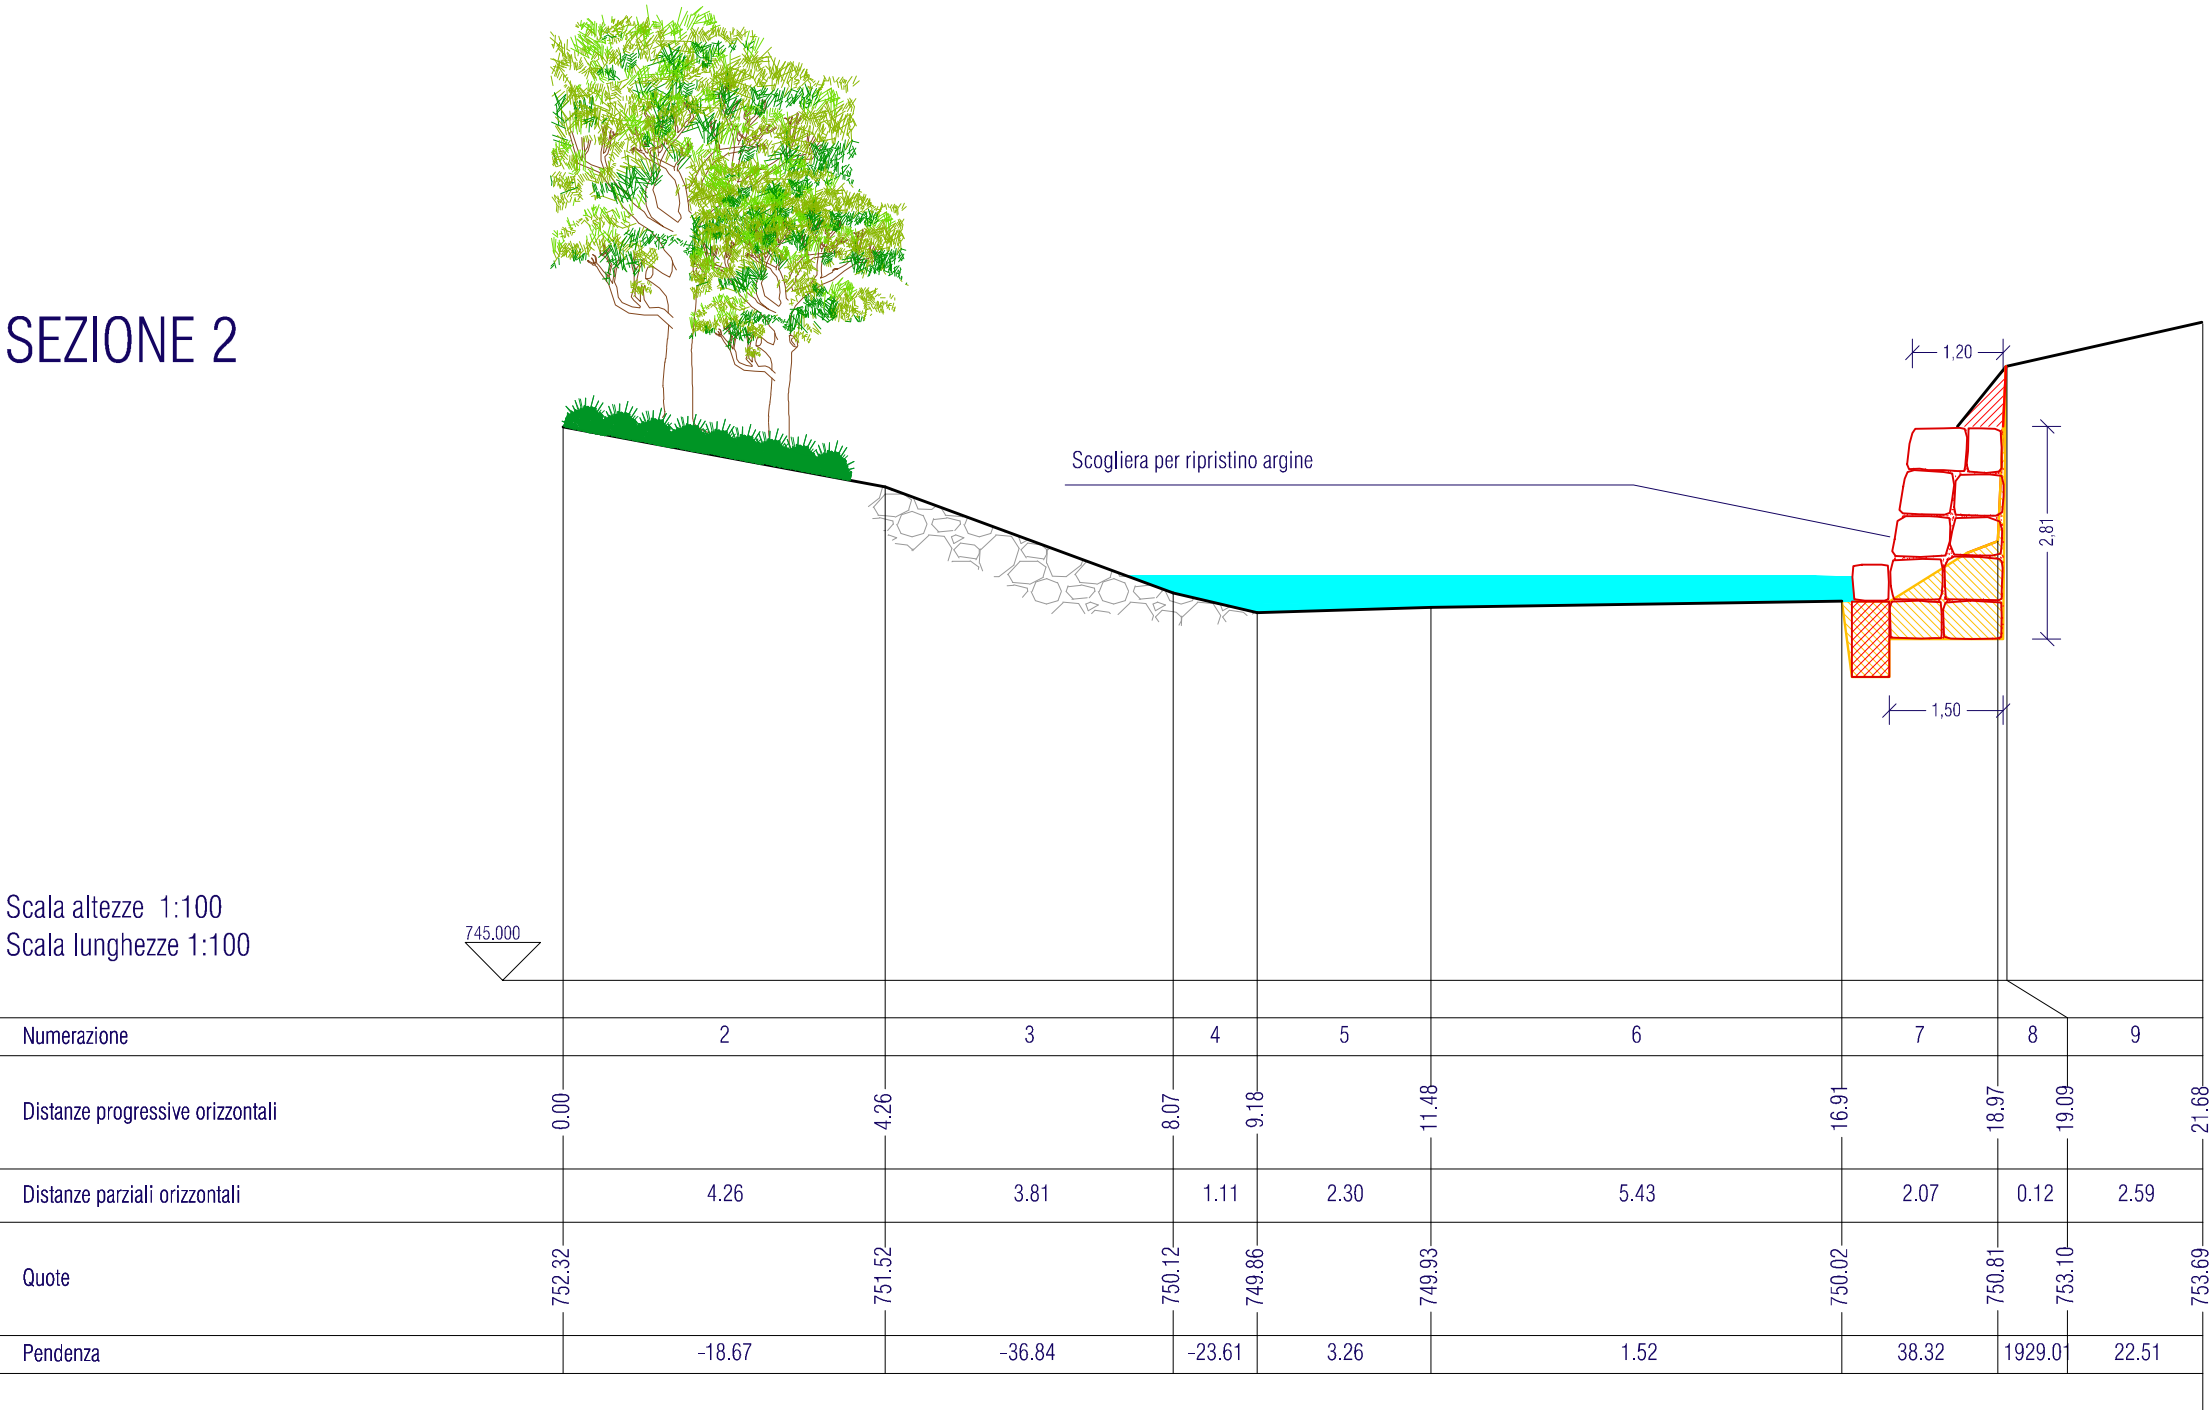 SEZIONE 2
1,20
Scogliera per ripristino argine
2,81
1,50
Scala altezze 1:100
Scala lunghezze 1:100
745.000
Numerazione 2 3 4 5 6 7 8 9
Distanze progressive orizzontali 0.00 4.26 8.07 9.18 11.48 16.91 18.97 19.09 21.68
Distanze parziali orizzontali 4.26 3.81 1.11 2.30 5.43 2.07 0.12 2.59
Quote 752.32 751.52 750.12 749.86 749.93 750.02 750.81 753.10 753.69
Pendenza -18.67 -36.84 -23.61 3.26 1.52 38.32 1929.01 22.51